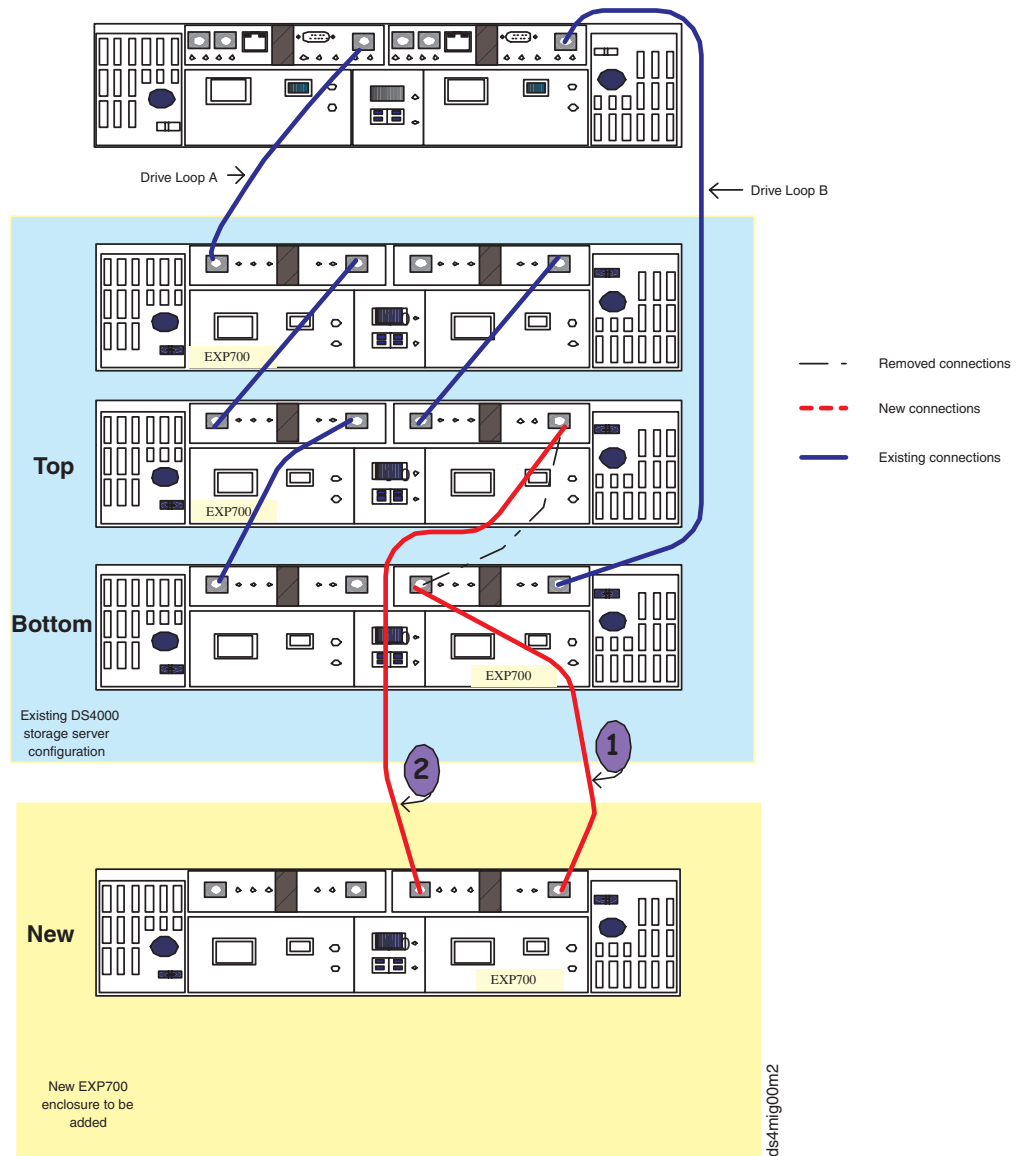 Drive Loop A
Drive Loop B
EXP700
Removed connections
New connections
Existing connections
Top
EXP700
Bottom
EXP700
Existing DS4000
storage server
configuration
1
2
New
EXP700
New EXP700
enclosure to be
added
ds4mig00m2